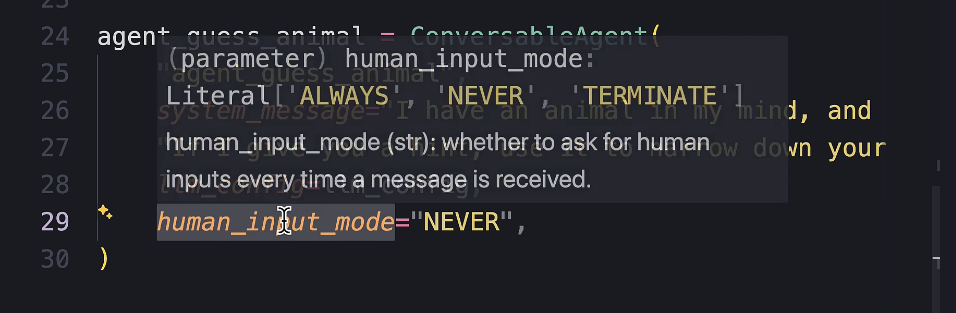 24 agent_guess_animal = ConversableAgent(
(parameter) human_input_mode:
25 "agent_guess_animal",
Literal['ALWAYS', 'NEVER', 'TERMINATE']
26 system_message="I have an animal in my mind, and
human_input_mode (str): whether to ask for human
27 "If I give you a hint, use it to narrow down your
inputs every time a message is received.
28 llm_config=llm_config,
29 human_input_mode="NEVER",
30 )